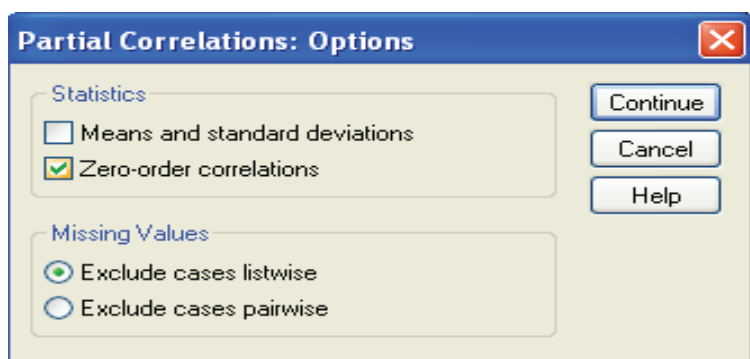 Partial Correlations: Options
Statistics
Means and standard deviations
Zero-order correlations
Missing Values
Exclude cases listwise
Exclude cases pairwise
Continue
Cancel
Help